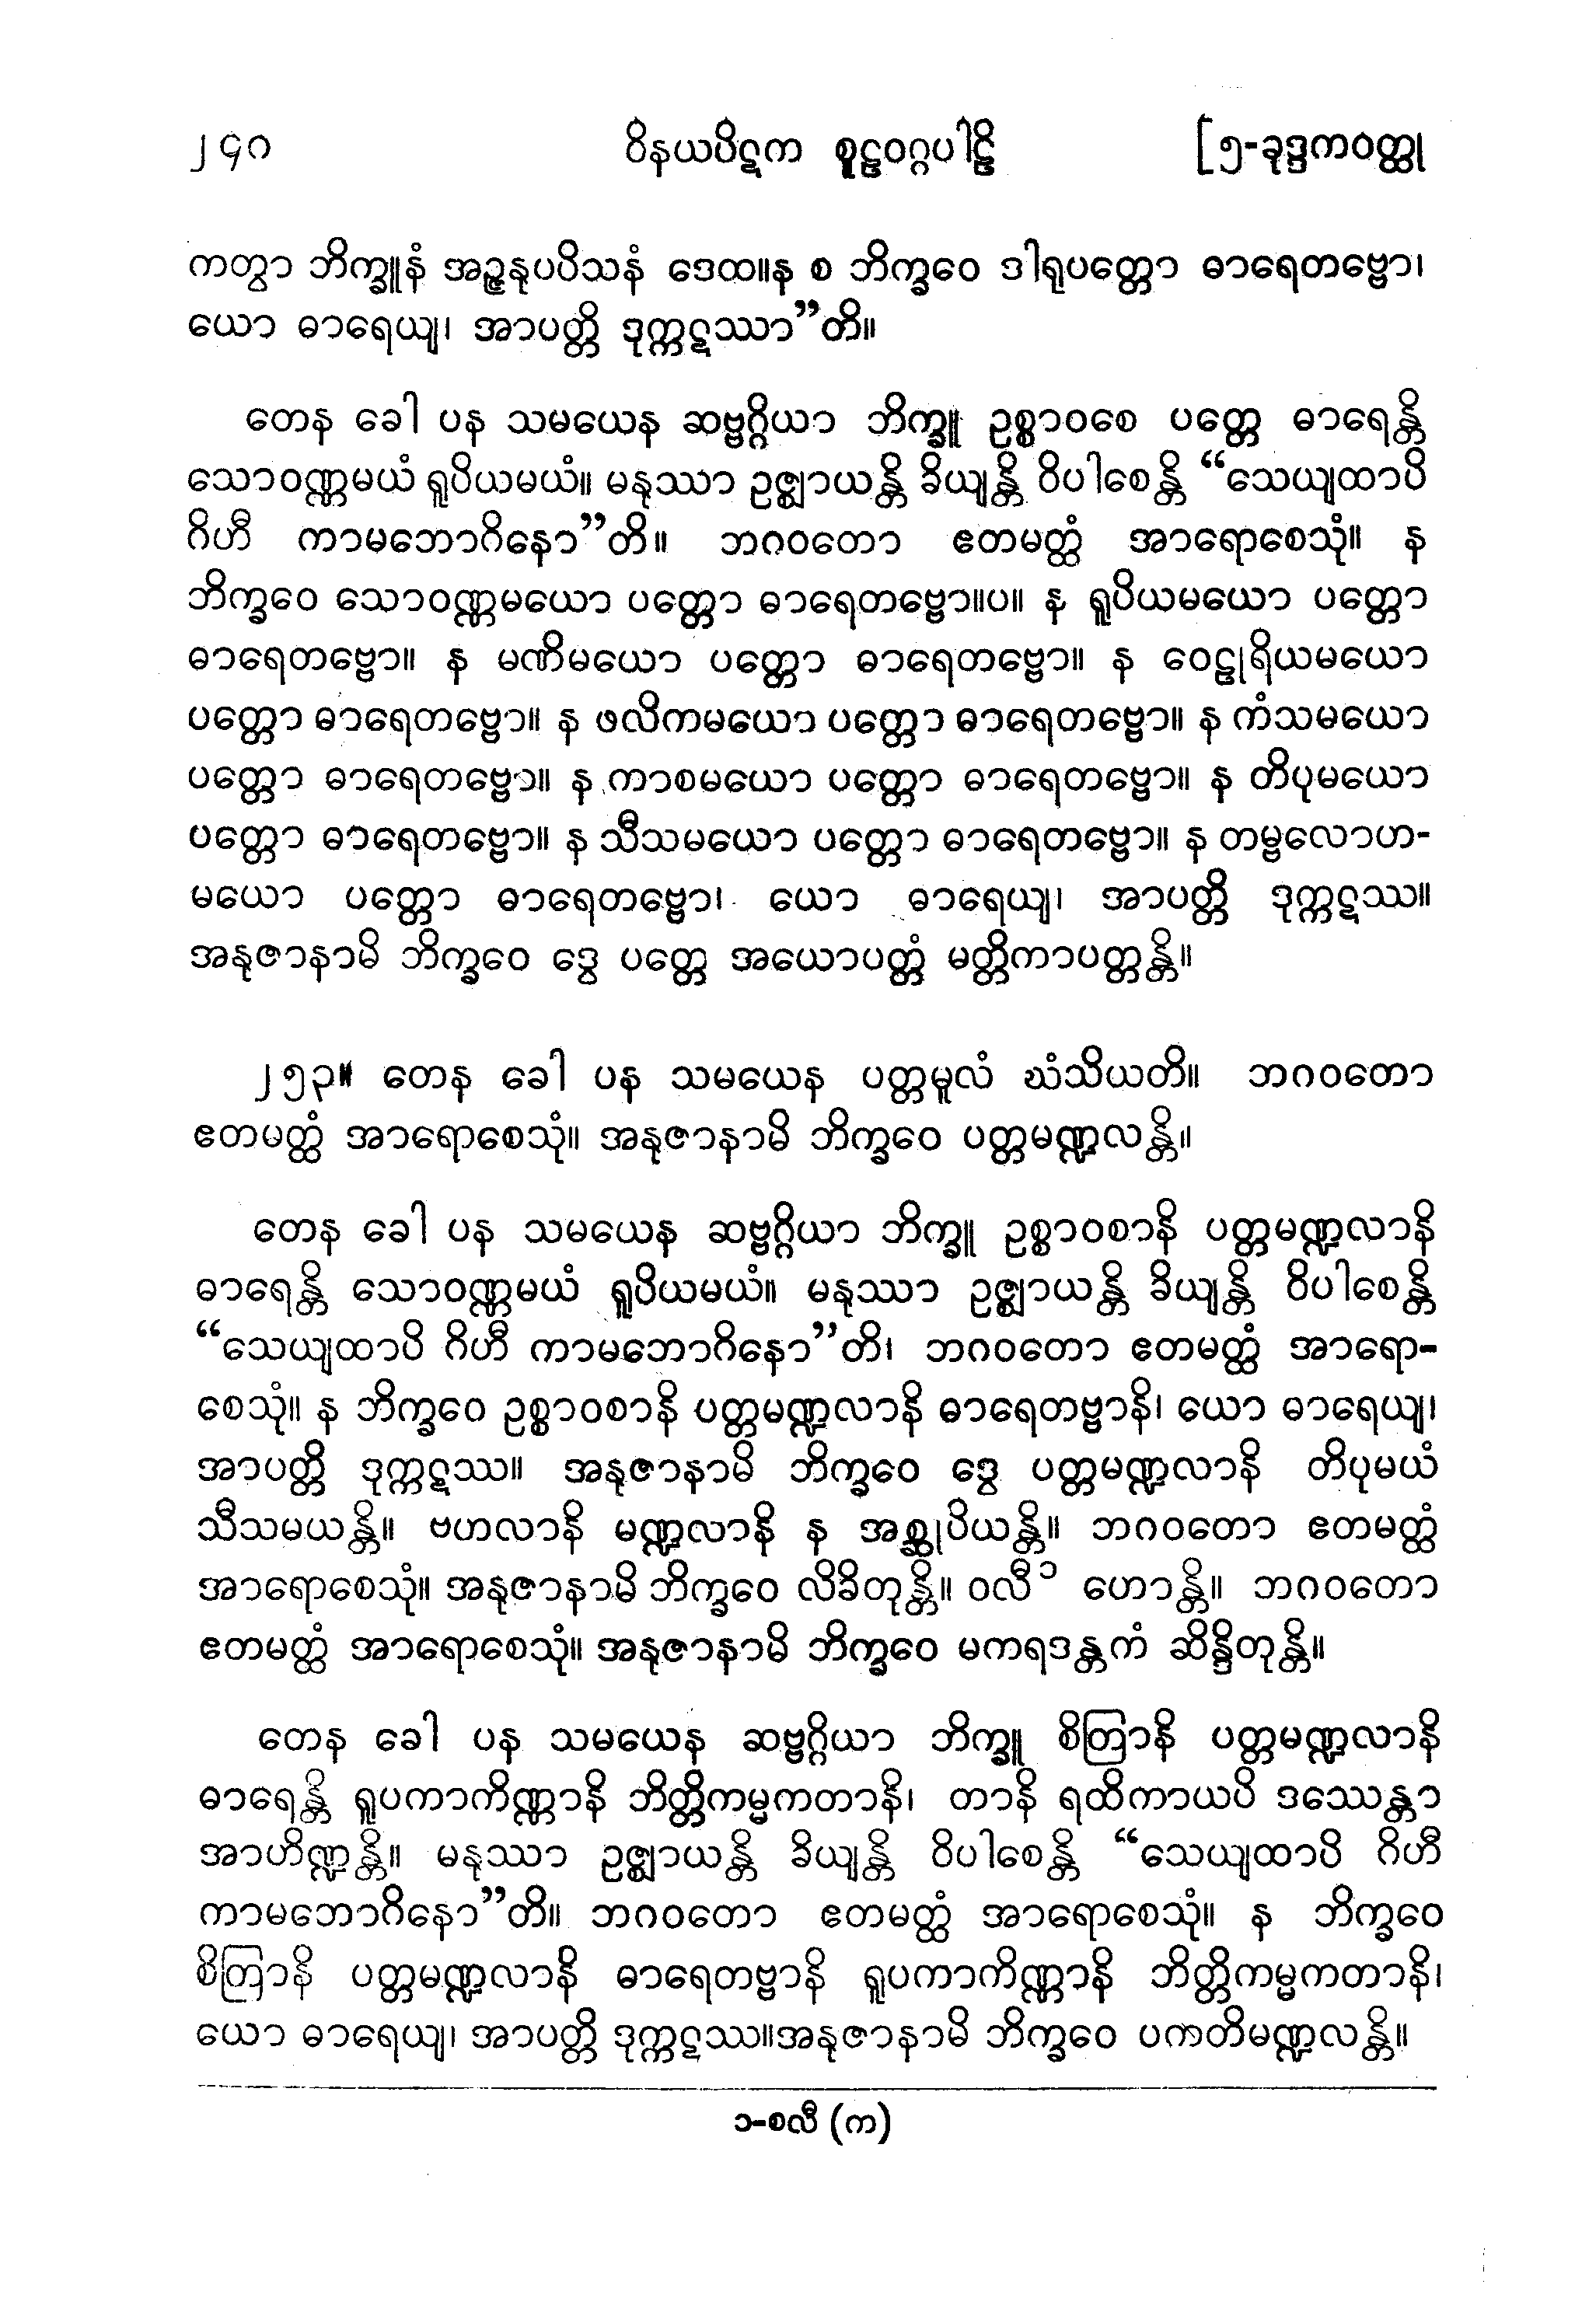 ၂၄၀ ဝိနယပိဋက စူဠဝဂ္ဂပါဠိ [၅-ခုဒ္ဒကဝတ္ထု
ကတွာ ဘိက္ခူနံ အဉ္ဇနုပပိသနံ ဒေထ။န စ ဘိက္ခဝေ ဒါရုပတ္တော ဓာရေတဗ္ဗော၊
ယော ဓာရေယျ၊ အာပတ္တိ ဒုက္ကဋဿာ”တိ။
တေန ခေါ ပန သမယေန ဆဗ္ဗဂ္ဂိယာ ဘိက္ခူ ဥစ္စာဝစေ ပတ္တေ ဓာရေန္တိ
သောဝဏ္ဏမယံ ရူပိယမယံ။ မနုဿာ ဥဇ္ဈာယန္တိ ခိယျန္တိ ဝိပါစေန္တိ “သေယျထာပိ
ဂိဟီ ကာမဘောဂိနော”တိ။ ဘဂဝတော ဧတမတ္ထံ အာရောစေသုံ။ န
ဘိက္ခဝေ သောဝဏ္ဏမယော ပတ္တော ဓာရေတဗ္ဗော။ပ။ န ရူပိယမယော ပတ္တော
ဓာရေတဗ္ဗော။ န မဏိမယော ပတ္တော ဓာရေတဗ္ဗော။ န ဝေဠုရိယမယော
ပတ္တော ဓာရေတဗ္ဗော။ န ဖလိကမယော ပတ္တော ဓာရေတဗ္ဗော။ န ကံသမယော
ပတ္တော ဓာရေတဗ္ဗော။ န ကာစမယော ပတ္တော ဓာရေတဗ္ဗော။ န တိပုမယော
ပတ္တော ဓာရေတဗ္ဗော။ န သီသမယော ပတ္တော ဓာရေတဗ္ဗော။ န တမ္ဗလောဟ-
မယော ပတ္တော ဓာရေတဗ္ဗော၊ ယော ဓာရေယျ၊ အာပတ္တိ ဒုက္ကဋဿ။
အနုဇာနာမိ ဘိက္ခဝေ ဒွေ ပတ္တေ အယောပတ္တံ မတ္တိကာပတ္တန္တိ။
၂၅၃။ တေန ခေါ ပန သမယေန ပတ္တမူလံ ဃံသိယတိ။ ဘဂဝတော
ဧတမတ္ထံ အာရောစေသုံ။ အနုဇာနာမိ ဘိက္ခဝေ ပတ္တမဏ္ဍလန္တိ။
တေန ခေါ ပန သမယေန ဆဗ္ဗဂ္ဂိယာ ဘိက္ခူ ဥစ္စာဝစာနိ ပတ္တမဏ္ဍလာနိ
ဓာရေန္တိ သောဝဏ္ဏမယံ ရူပိယမယံ။ မနုဿာ ဥဇ္ဈာယန္တိ ခိယျန္တိ ဝိပါစေန္တိ
“သေယျထာပိ ဂိဟီ ကာမဘောဂိနော”တိ၊ ဘဂဝတော ဧတမတ္ထံ အာရော-
စေသုံ။ န ဘိက္ခဝေ ဥစ္စာဝစာနိ ပတ္တမဏ္ဍလာနိ ဓာရေတဗ္ဗာနိ၊ ယော ဓာရေယျ၊
အာပတ္တိ ဒုက္ကဋဿ။ အနုဇာနာမိ ဘိက္ခဝေ ဒွေ ပတ္တမဏ္ဍလာနိ တိပုမယံ
သီသမယန္တိ။ ဗဟလာနိ မဏ္ဍလာနိ န အစ္ဆုပိယန္တိ။ ဘဂဝတော ဧတမတ္ထံ
အာရောစေသုံ။ အနုဇာနာမိ ဘိက္ခဝေ လိခိတုန္တိ။ ဝလီ ၁ ဟောန္တိ။ ဘဂဝတော
ဧတမတ္ထံ အာရောစေသုံ။ အနုဇာနာမိ ဘိက္ခဝေ မကရဒန္တကံ ဆိန္ဒိတုန္တိ။
တေန ခေါ ပန သမယေန ဆဗ္ဗဂ္ဂိယာ ဘိက္ခူ စိတြာနိ ပတ္တမဏ္ဍလာနိ
ဓာရေန္တိ ရူပကာကိဏ္ဏာနိ ဘိတ္တိကမ္မကတာနိ၊ တာနိ ရထိကာယပိ ဒဿေန္တာ
အာဟိဏ္ဍန္တိ။ မနုဿာ ဥဇ္ဈာယန္တိ ခိယျန္တိ ဝိပါစေန္တိ “သေယျထာပိ ဂိဟီ
ကာမဘောဂိနော”တိ။ ဘဂဝတော ဧတမတ္ထံ အာရောစေသုံ။ န ဘိက္ခဝေ
စိတြာနိ ပတ္တမဏ္ဍလာနိ ဓာရေတဗ္ဗာနိ ရူပကာကိဏ္ဏာနိ ဘိတ္တိကမ္မကတာနိ၊
ယော ဓာရေယျ၊ အာပတ္တိ ဒုက္ကဋဿ။အနုဇာနာမိ ဘိက္ခဝေ ပကတိမဏ္ဍလန္တိ။
၁-စလီ (က)